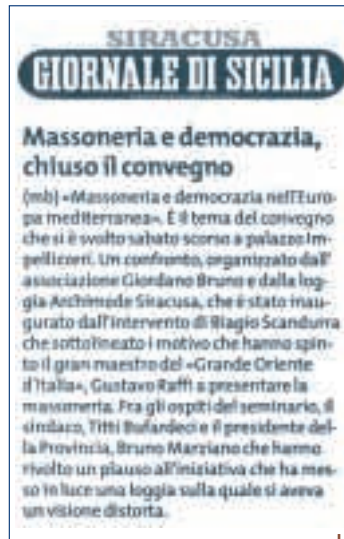 SIRACUSA
GIORNALE DI SICILIA
Massoneria e democrazia,
chiuso il convegno
(mb) «Massoneria e democrazia nell'Euro-
pa mediterranea». È il tema del convegno
che si è svolto sabato scorso a palazzo Im-
pellizzeri. Un confronto, organizzato dall'
associazione Giordano Bruno e dalla log-
gia Archimede Siracusa, che è stato inau-
gurato dall'intervento di Biagio Scandurra
che sottolineato i motivo che hanno spin-
to il gran maestro del «Grande Oriente
d'Italia», Gustavo Raffi a presentare la
massoneria. Fra gli ospiti del seminario, il
sindaco, Titti Bufardeci e il presidente del-
la Provincia, Bruno Marziano che hanno
rivolto un plauso all'iniziativa che ha mes-
so in luce una loggia sulla quale si aveva
un visione distorta.